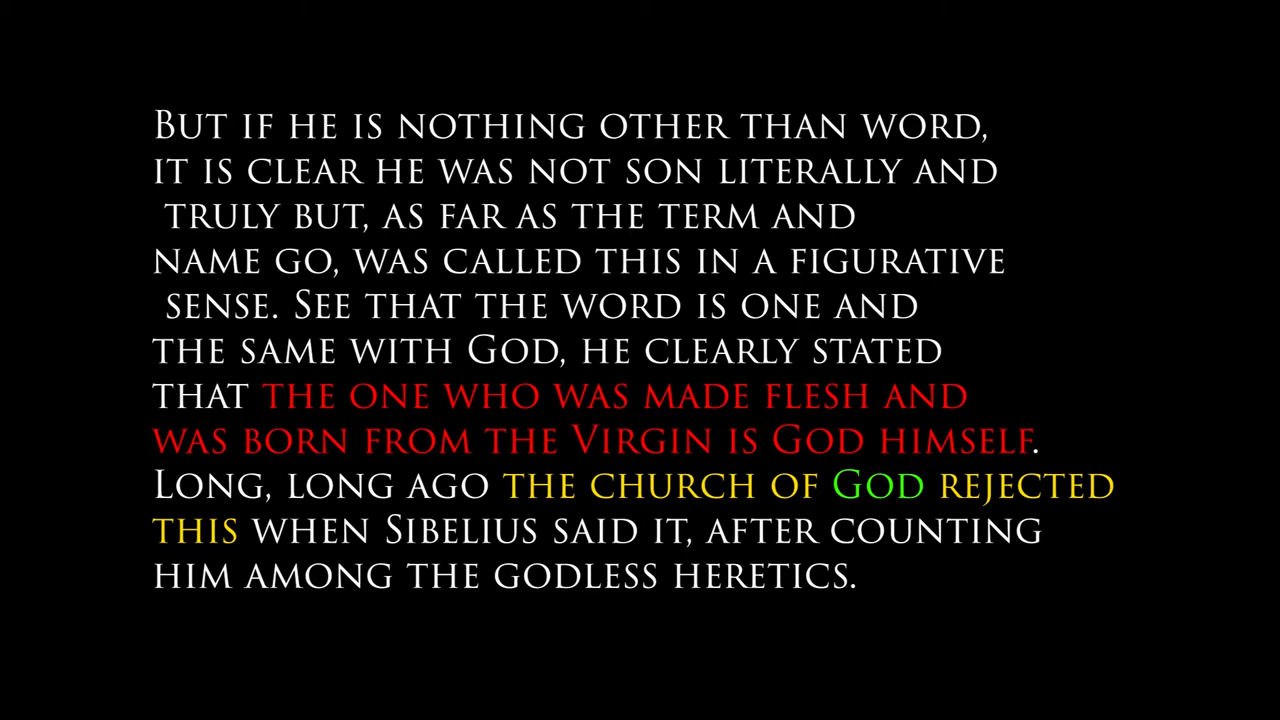 But if he is nothing other than word,
it is clear he was not son literally and
truly but, as far as the term and
name go, was called this in a figurative
sense. See that the word is one and
the same with God, he clearly stated
that the one who was made flesh and
was born from the Virgin is God himself.
Long, long ago the church of God rejected
this when Sibelius said it, after counting
him among the godless heretics.